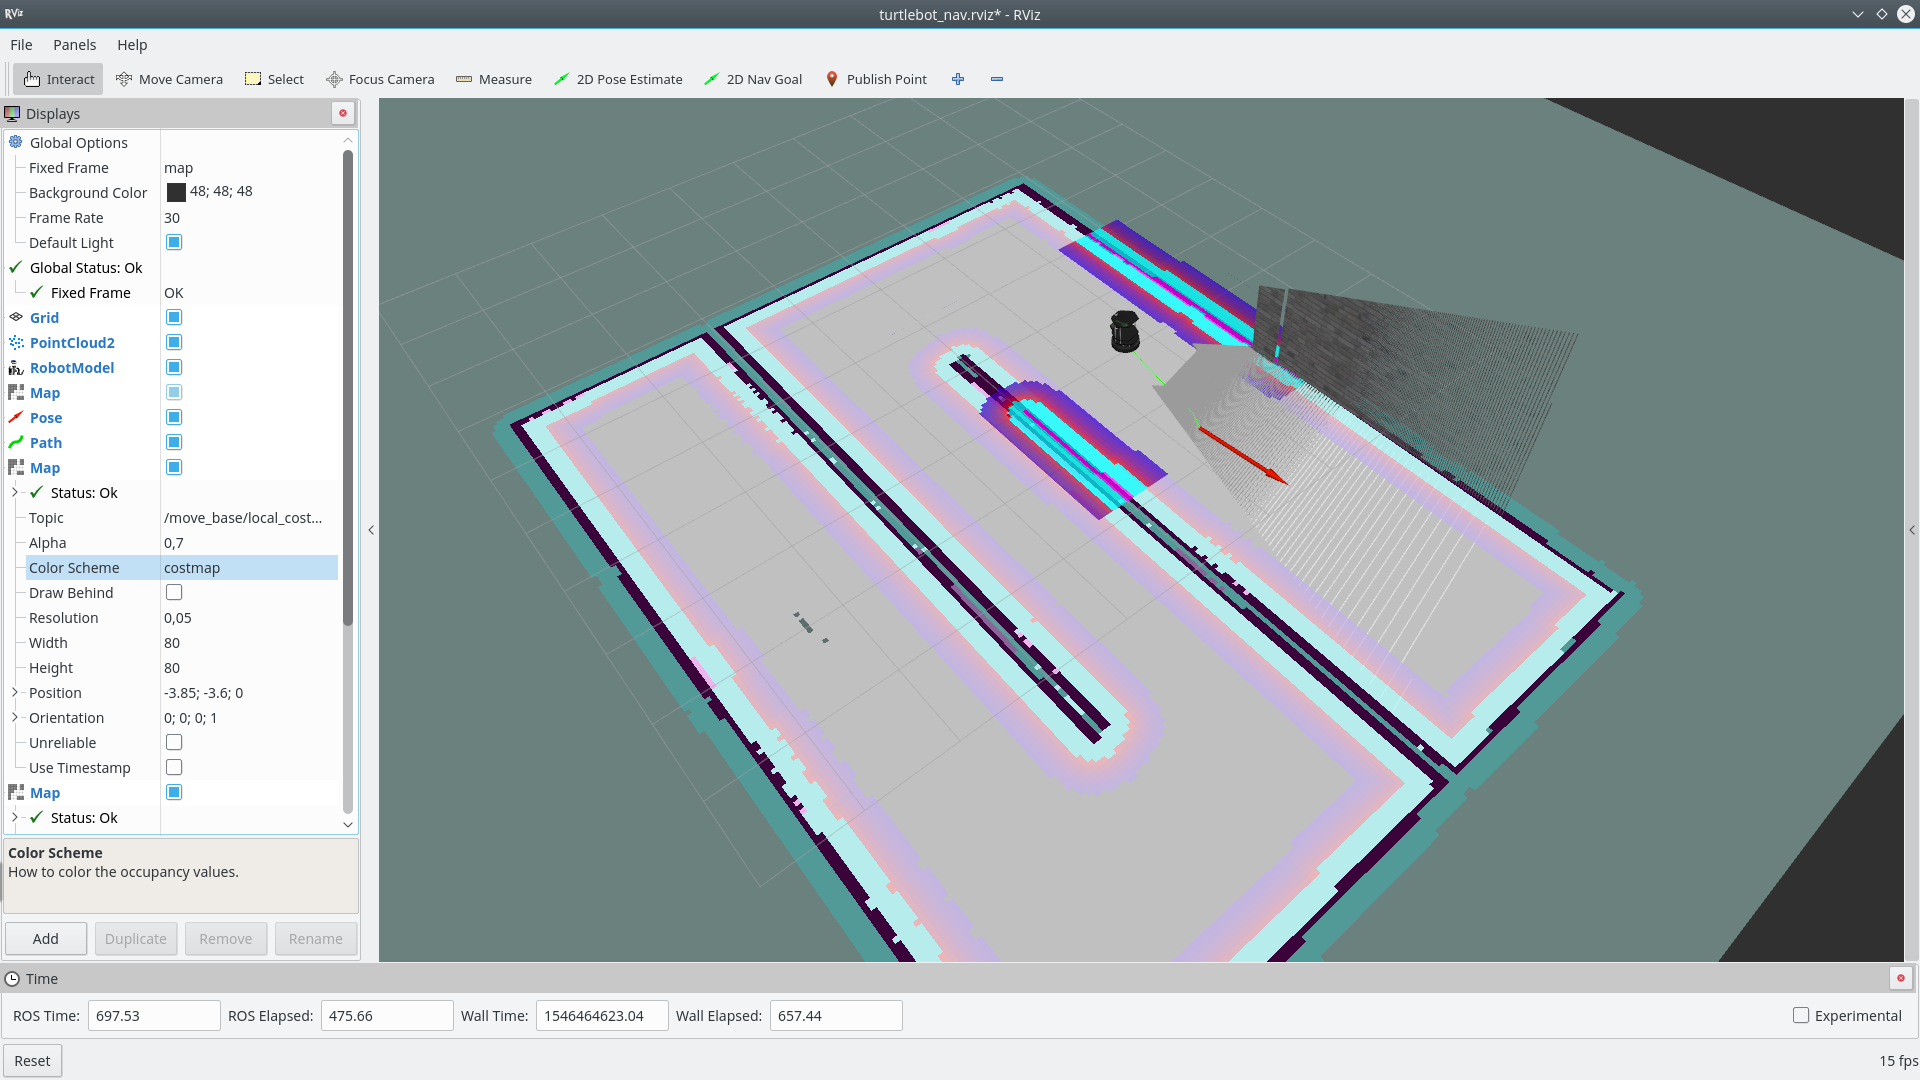 RViz
turtlebot_nav.rviz* - RViz
File Panels Help
Interact Move Camera Select Focus Camera Measure 2D Pose Estimate 2D Nav Goal Publish Point
Displays
Global Options
Fixed Frame map
Background Color 48; 48; 48
Frame Rate 30
Default Light
Global Status: Ok
Fixed Frame OK
Grid
PointCloud2
RobotModel
Map
Pose
Path
Map
Status: Ok
Topic /move_base/local_cost...
Alpha 0,7
Color Scheme costmap
Draw Behind
Resolution 0,05
Width 80
Height 80
Position -3.85; -3.6; 0
Orientation 0; 0; 0; 1
Unreliable
Use Timestamp
Map
Status: Ok
Color Scheme
How to color the occupancy values.
Add Duplicate Remove Rename
Time
ROS Time: 697.53 ROS Elapsed: 475.66 Wall Time: 1546464623.04 Wall Elapsed: 657.44 Experimental
Reset 15 fps